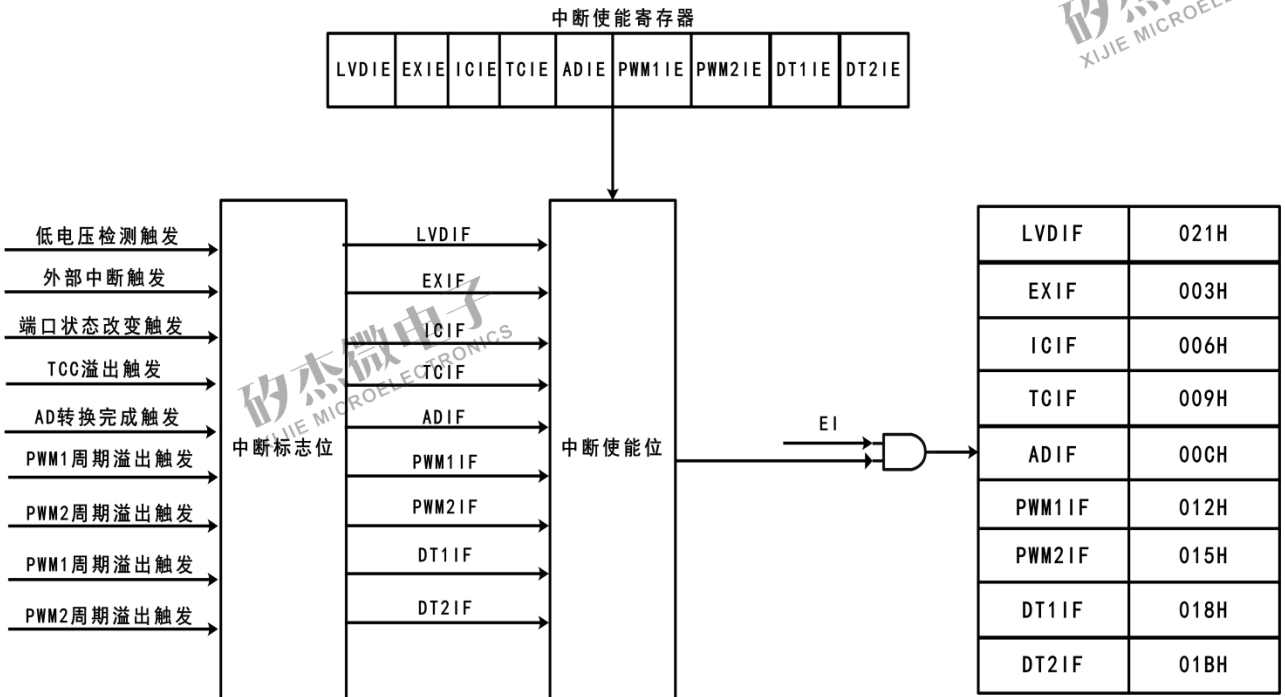 中断使能寄存器
矽杰
XIJIE MICROELE
LVDIE EXIE ICIE TCIE ADIE PWM1IE PWM2IE DT1IE DT2IE
低电压检测触发
外部中断触发
端口状态改变触发
TCC溢出触发
AD转换完成触发
PWM1周期溢出触发
PWM2周期溢出触发
PWM1周期溢出触发
PWM2周期溢出触发
中断标志位
LVDIF
EXIF
ICIF
TCIF
ADIF
PWM1IF
PWM2IF
DT1IF
DT2IF
矽杰微电子
XIJIE MICROELECTRONICS
中断使能位
EI
LVDIF 021H
EXIF 003H
ICIF 006H
TCIF 009H
ADIF 00CH
PWM1IF 012H
PWM2IF 015H
DT1IF 018H
DT2IF 01BH